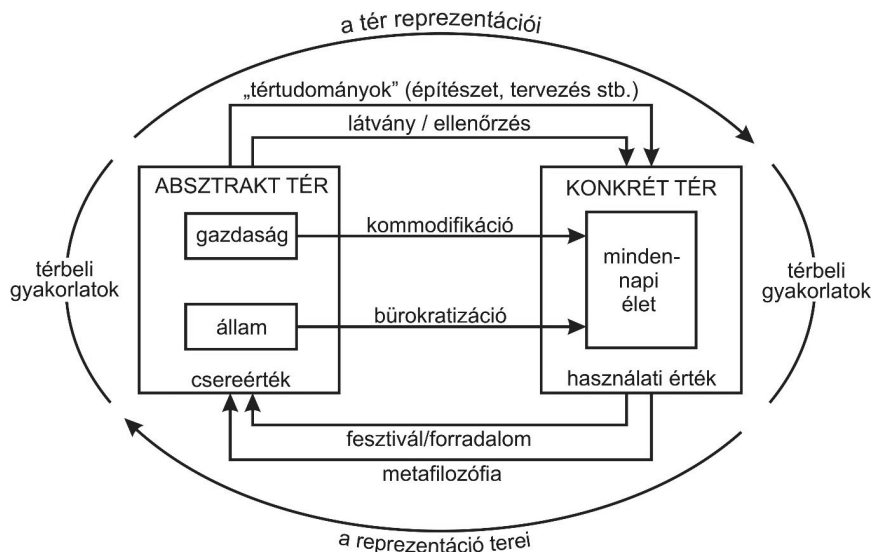 a tér reprezentációi
„tértudományok” (építészet, tervezés stb.)
látvány / ellenőrzés
ABSZTRAKT TÉR
KONKRÉT TÉR
gazdaság
kommodifikáció
minden-
napi
élet
térbeli
gyakorlatok
térbeli
gyakorlatok
állam
bürokratizáció
csereérték
használati érték
fesztivál/forradalom
metafilozófia
a reprezentáció terei